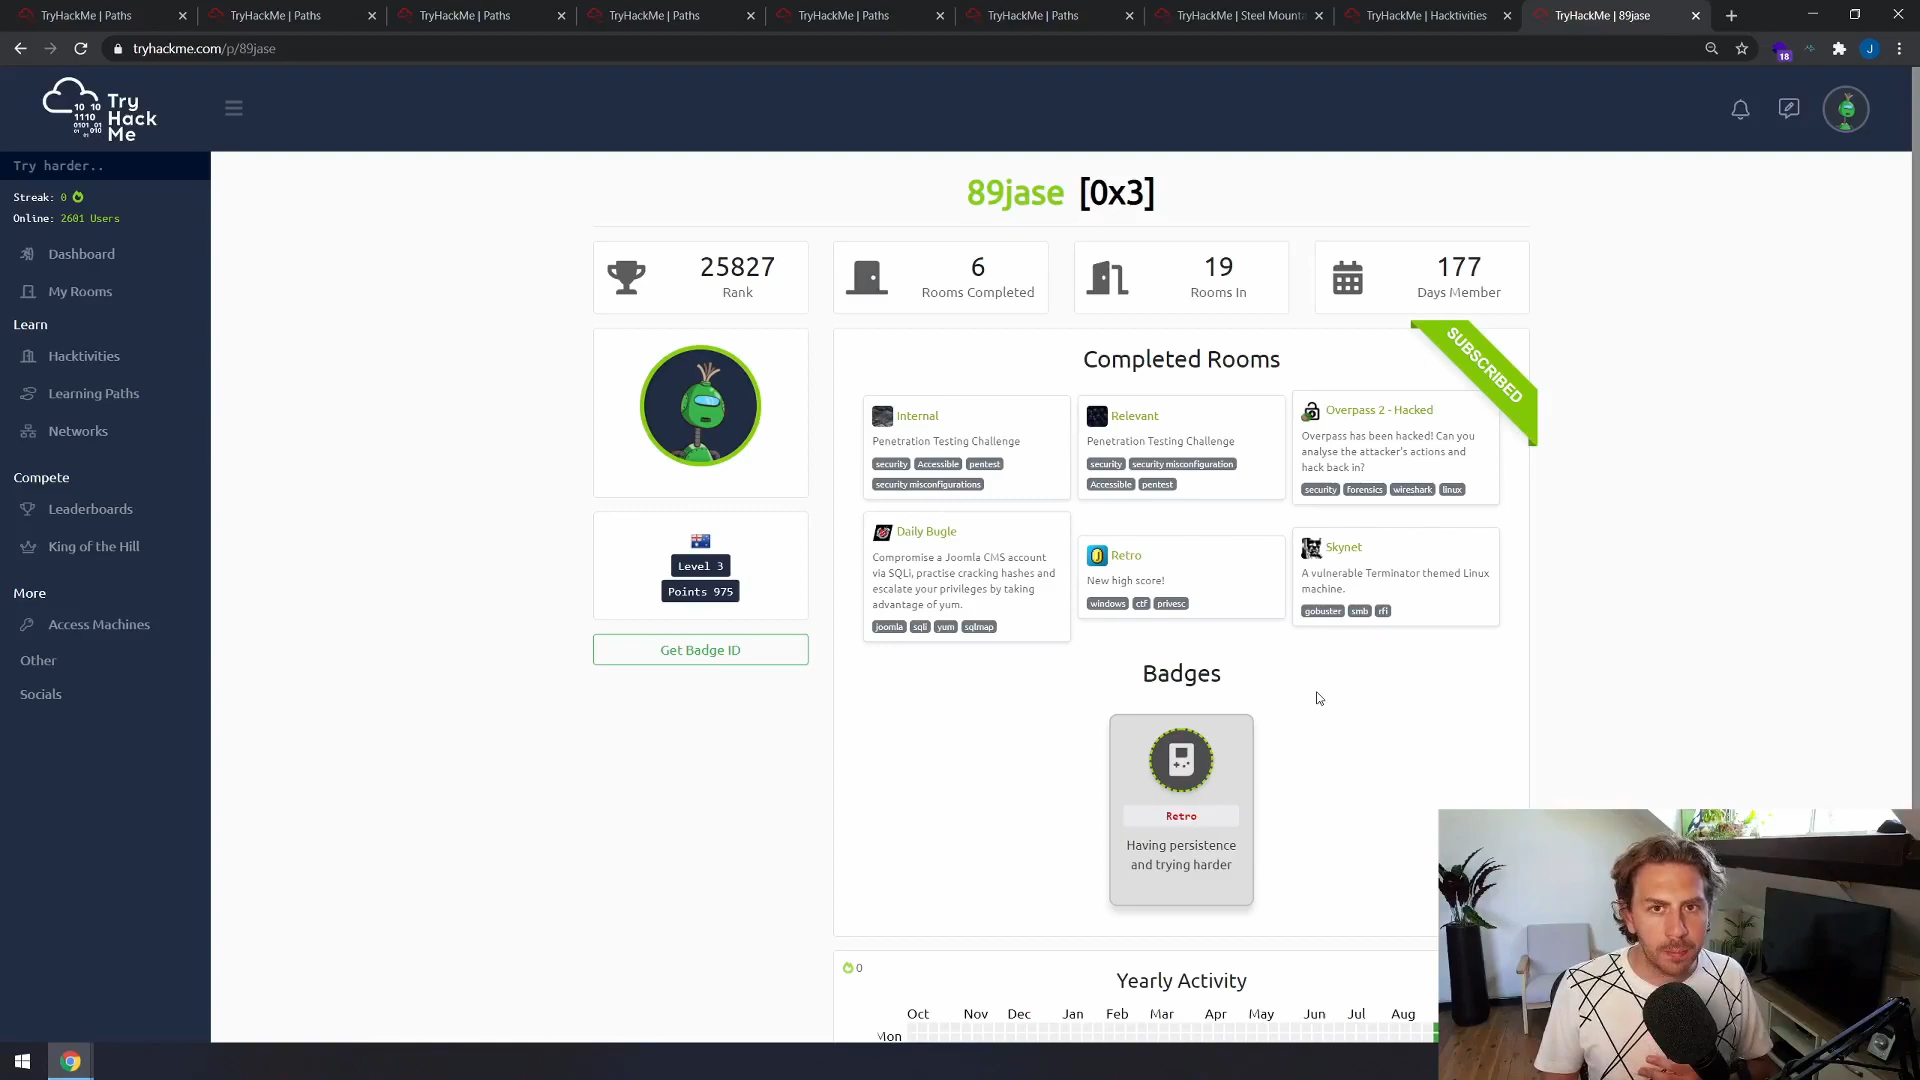 TryHackMe | Paths
TryHackMe | Paths
TryHackMe | Paths
TryHackMe | Paths
TryHackMe | Paths
TryHackMe | Paths
TryHackMe | Steel Mount
TryHackMe | Hacktivities
TryHackMe | 89jase
tryhackme.com/p/89jase
18
J
Try
Hack
Me
Try harder..
Streak: 0
Online: 2601 Users
Dashboard
My Rooms
Learn
Hacktivities
Learning Paths
Networks
Compete
Leaderboards
King of the Hill
More
Access Machines
Other
Socials
89jase [0x3]
25827
Rank
6
Rooms Completed
19
Rooms In
177
Days Member
Level 3
Points 975
Get Badge ID
SUBSCRIBED
Completed Rooms
Internal
Penetration Testing Challenge
security Accessible pentest
security misconfigurations
Relevant
Penetration Testing Challenge
security security misconfiguration
Accessible pentest
Overpass 2 - Hacked
Overpass has been hacked! Can you
analyse the attacker's actions and
hack back in?
security forensics wireshark linux
Daily Bugle
Compromise a Joomla CMS account
via SQLi, practise cracking hashes and
escalate your privileges by taking
advantage of yum.
joomla sqli yum sqlmap
Retro
New high score!
windows ctf privesc
Skynet
A vulnerable Terminator themed Linux
machine.
gobuster smb rfi
Badges
Retro
Having persistence
and trying harder
0
Yearly Activity
Oct Nov Dec Jan Feb Mar Apr May Jun Jul Aug
Mon